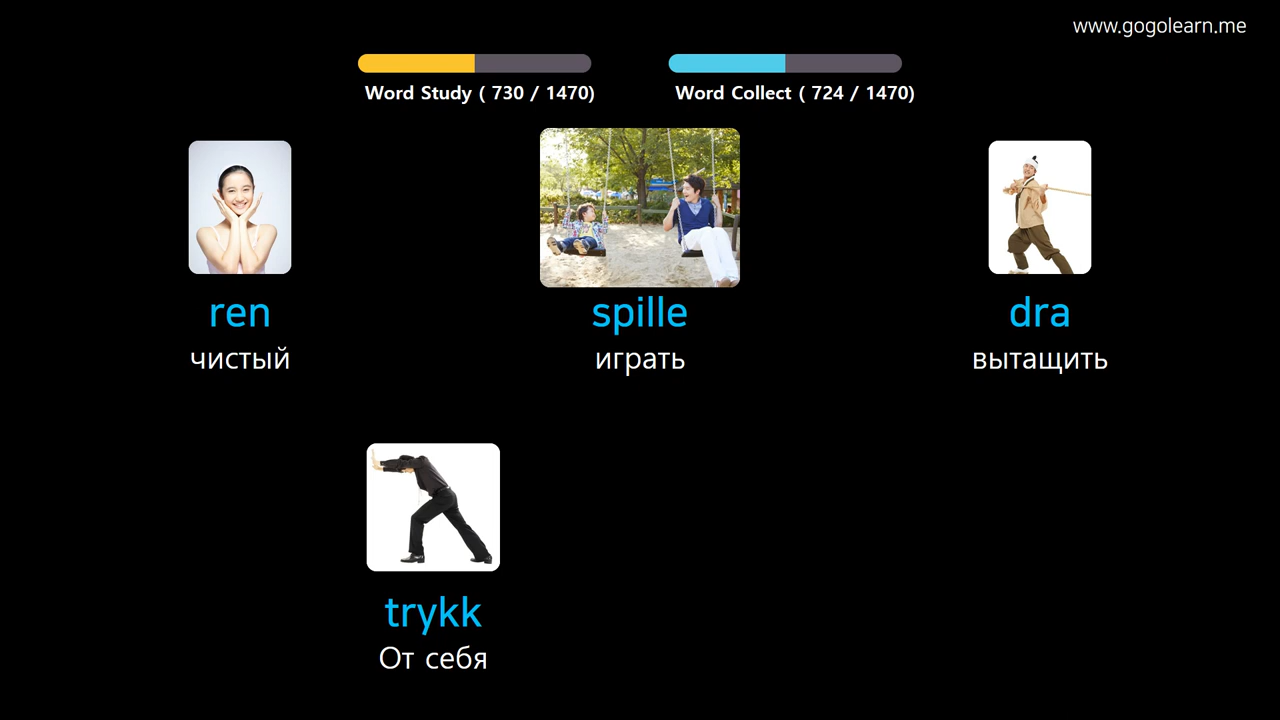 www.gogolearn.me
Word Study ( 730 / 1470)
Word Collect ( 724 / 1470)
ren
spille
dra
чистый
играть
вытащить
trykk
От себя